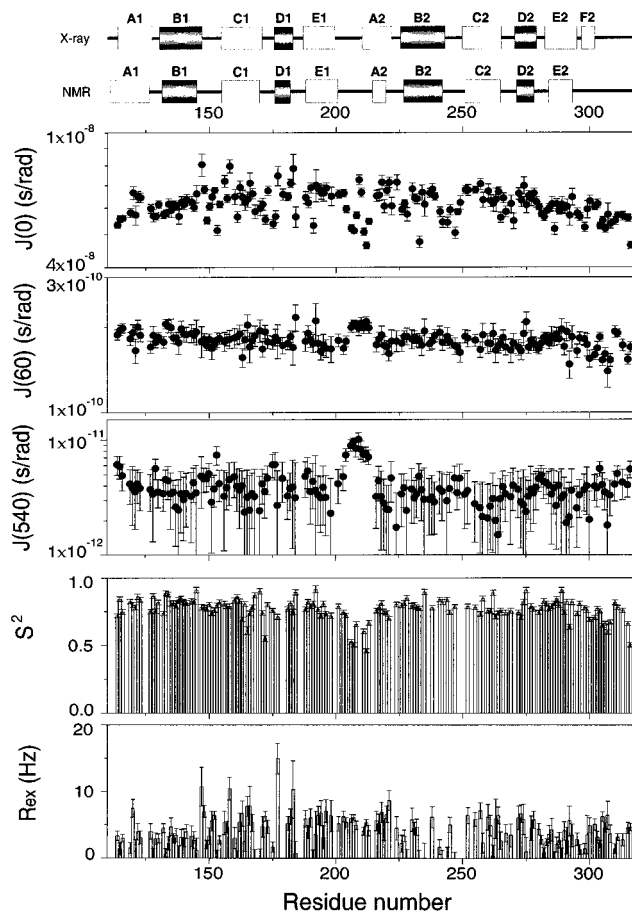 A1 B1 C1 D1 E1 A2 B2 C2 D2 E2 F2
X-ray
A1 B1 C1 D1 E1 A2 B2 C2 D2 E2
NMR
150 200 250 300
1x10⁻⁸
J(0) (s/rad)
4x10⁻⁸
3x10⁻¹⁰
J(60) (s/rad)
1x10⁻¹⁰
1x10⁻¹¹
J(540) (s/rad)
1x10⁻¹²
1.0
S²
0.5
0.0
20
Rex (Hz)
10
0
150 200 250 300
Residue number